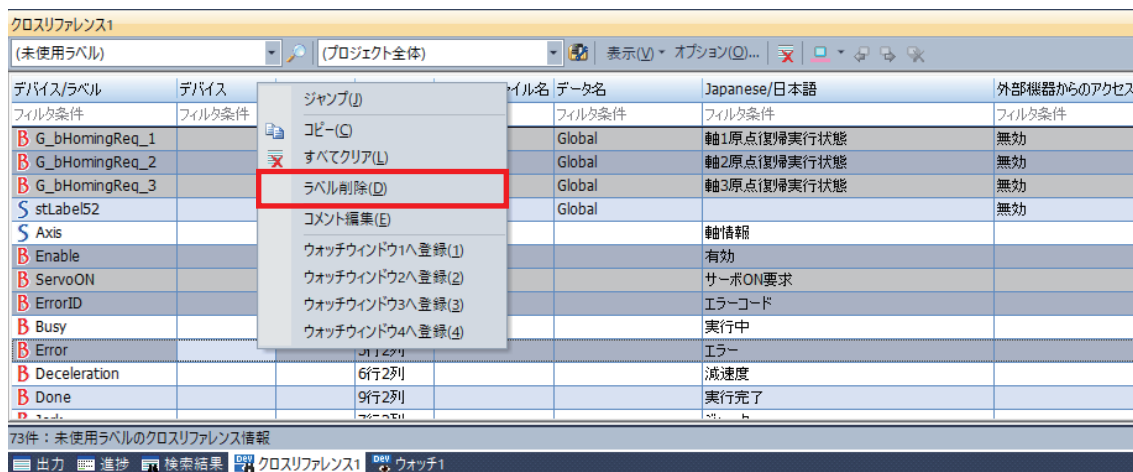 クロスリファレンス1
(未使用ラベル) (プロジェクト全体) 表示(V) オプション(O)...
デバイス/ラベル デバイス イル名 データ名 Japanese/日本語 外部機器からのアクセス
フィルタ条件 フィルタ条件 フィルタ条件 フィルタ条件 フィルタ条件
B G_bHomingReq_1 Global 軸1原点復帰実行状態 無効
B G_bHomingReq_2 Global 軸2原点復帰実行状態 無効
B G_bHomingReq_3 Global 軸3原点復帰実行状態 無効
S stLabel52 Global 無効
S Axis 軸情報
B Enable 有効
B ServoON サーボON要求
B ErrorID エラーコード
B Busy 実行中
B Error 5行2列 エラー
B Deceleration 6行2列 減速度
B Done 9行2列 実行完了
ジャンプ(J)
コピー(C)
すべてクリア(L)
ラベル削除(D)
コメント編集(E)
ウォッチウィンドウ1へ登録(1)
ウォッチウィンドウ2へ登録(2)
ウォッチウィンドウ3へ登録(3)
ウォッチウィンドウ4へ登録(4)
73件：未使用ラベルのクロスリファレンス情報
出力 進捗 検索結果 クロスリファレンス1 ウォッチ1